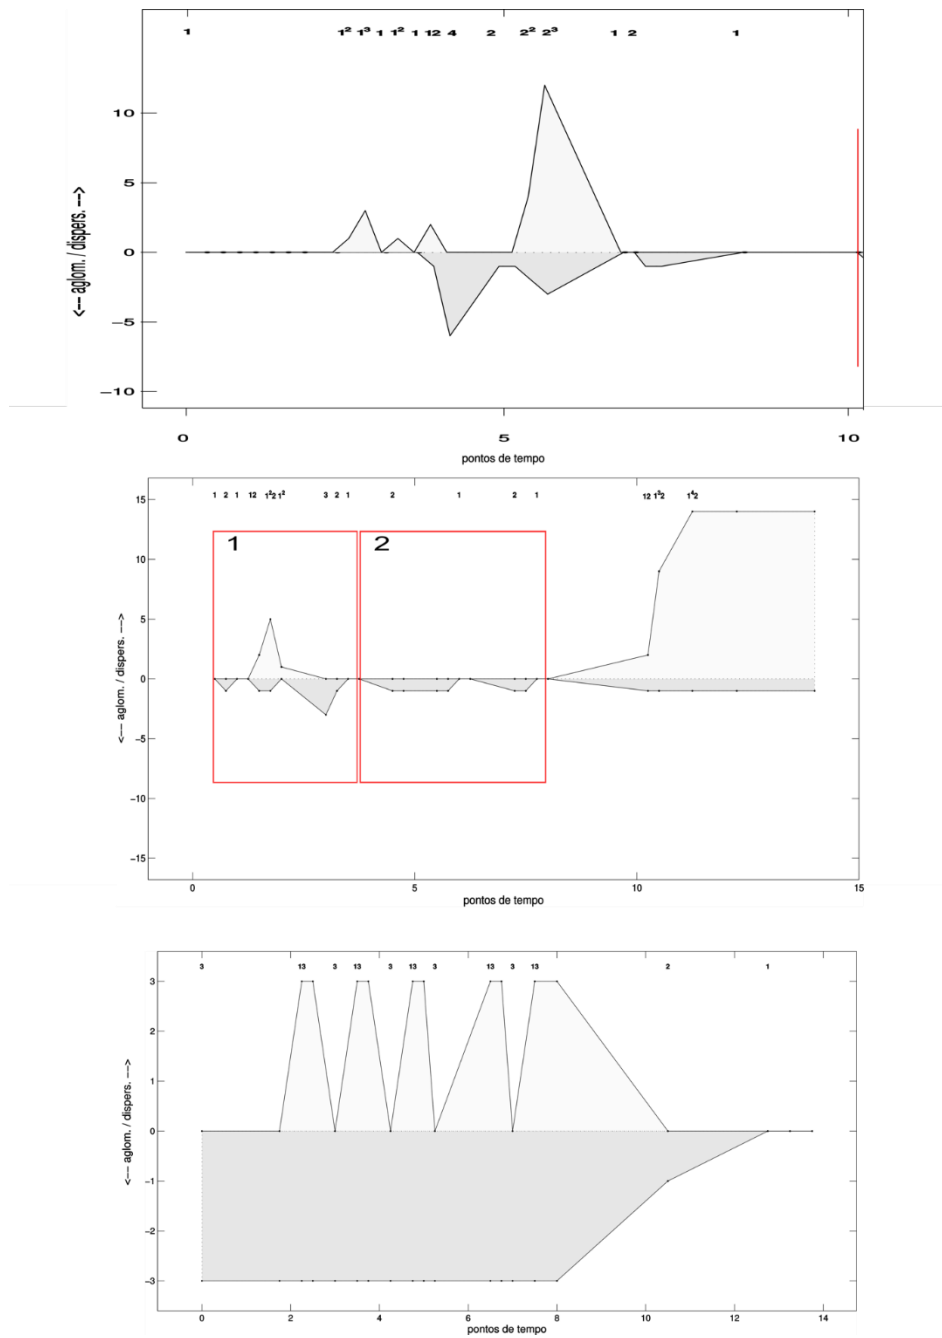 1 1² 1³ 1 1² 1 12 4 2 2² 2³ 1 2 1
10
5
0
−5
−10
<−− aglom. / dispers. −−>
0 5 10
pontos de tempo
1 2 1 12 1²2 1² 3 2 1 2 1 2 1 12 1³2 1⁴2
15
10
5
0
−5
−10
−15
1 2
<−− aglom. / dispers. −−>
0 5 10 15
pontos de tempo
3 13 3 13 3 13 3 13 3 13 2 1
3
2
1
0
−1
−2
−3
<−− aglom. / dispers. −−>
0 2 4 6 8 10 12 14
pontos de tempo